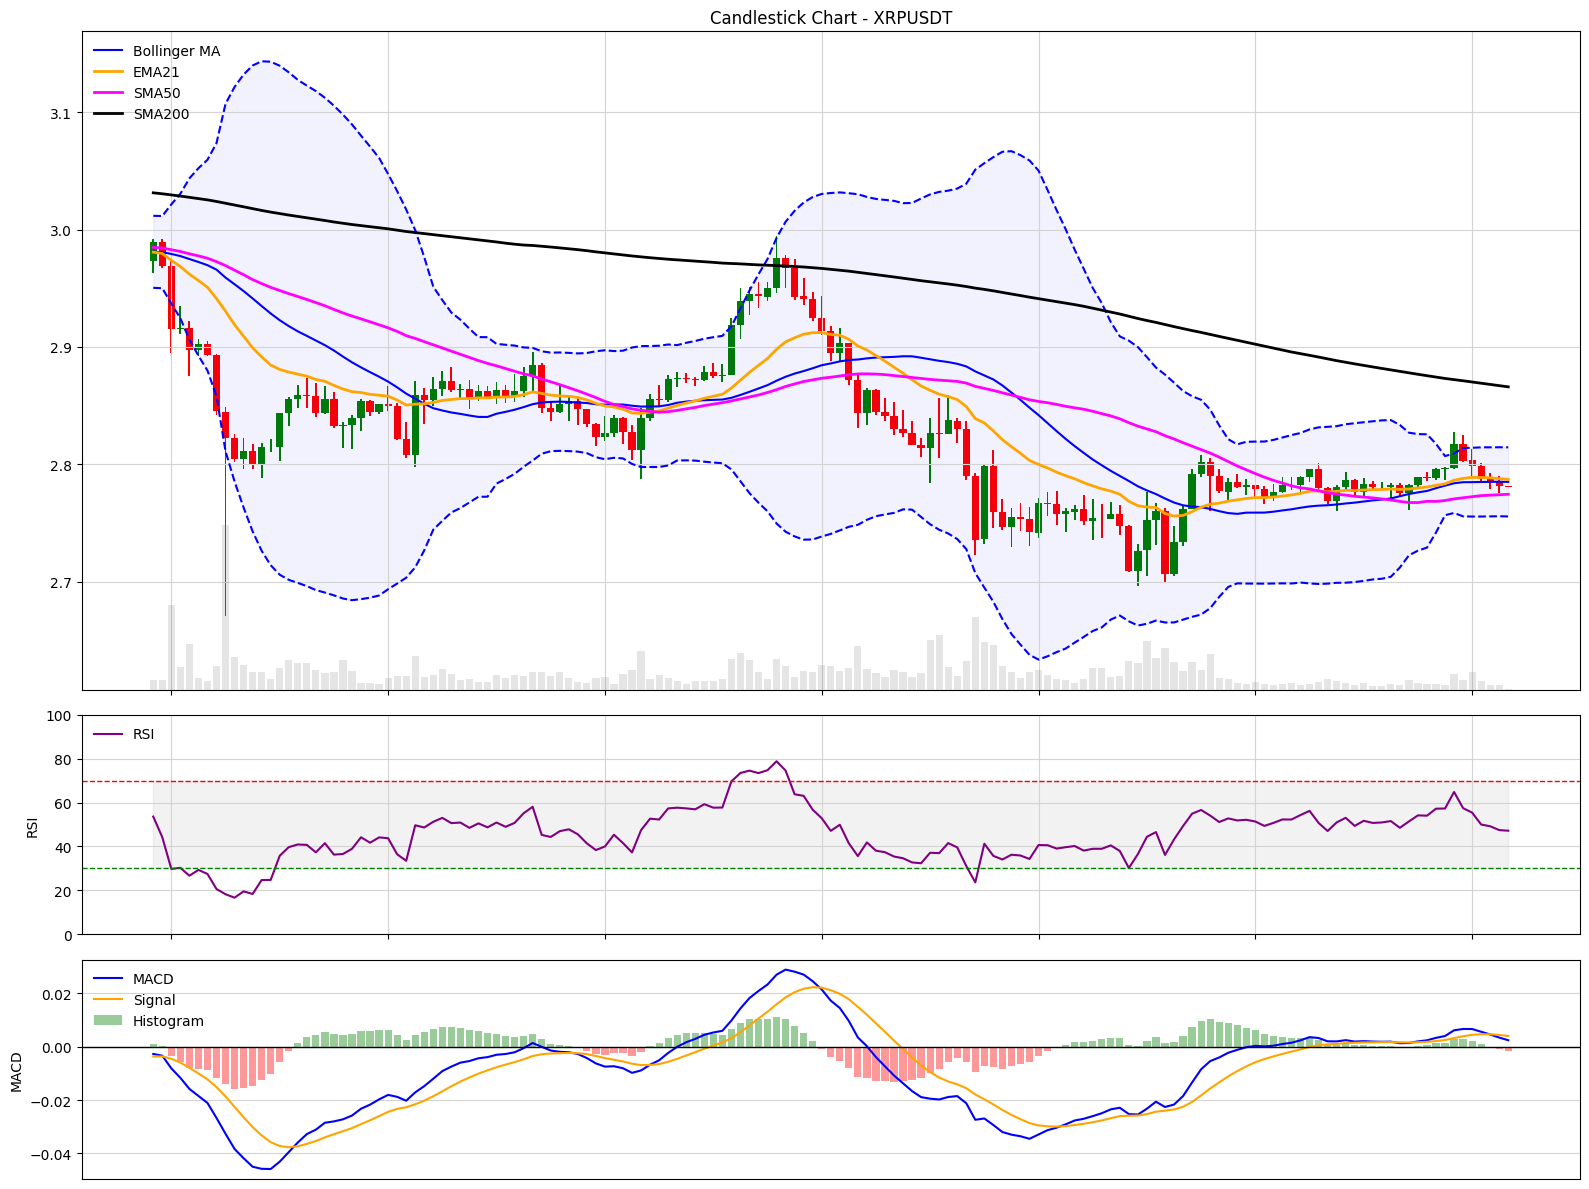 Candlestick Chart - XRPUSDT
Bollinger MA
EMA21
SMA50
SMA200
3.1
3.0
2.9
2.8
2.7
RSI
100
80
60
40
20
0
RSI
MACD
Signal
Histogram
0.02
0.00
−0.02
−0.04
MACD